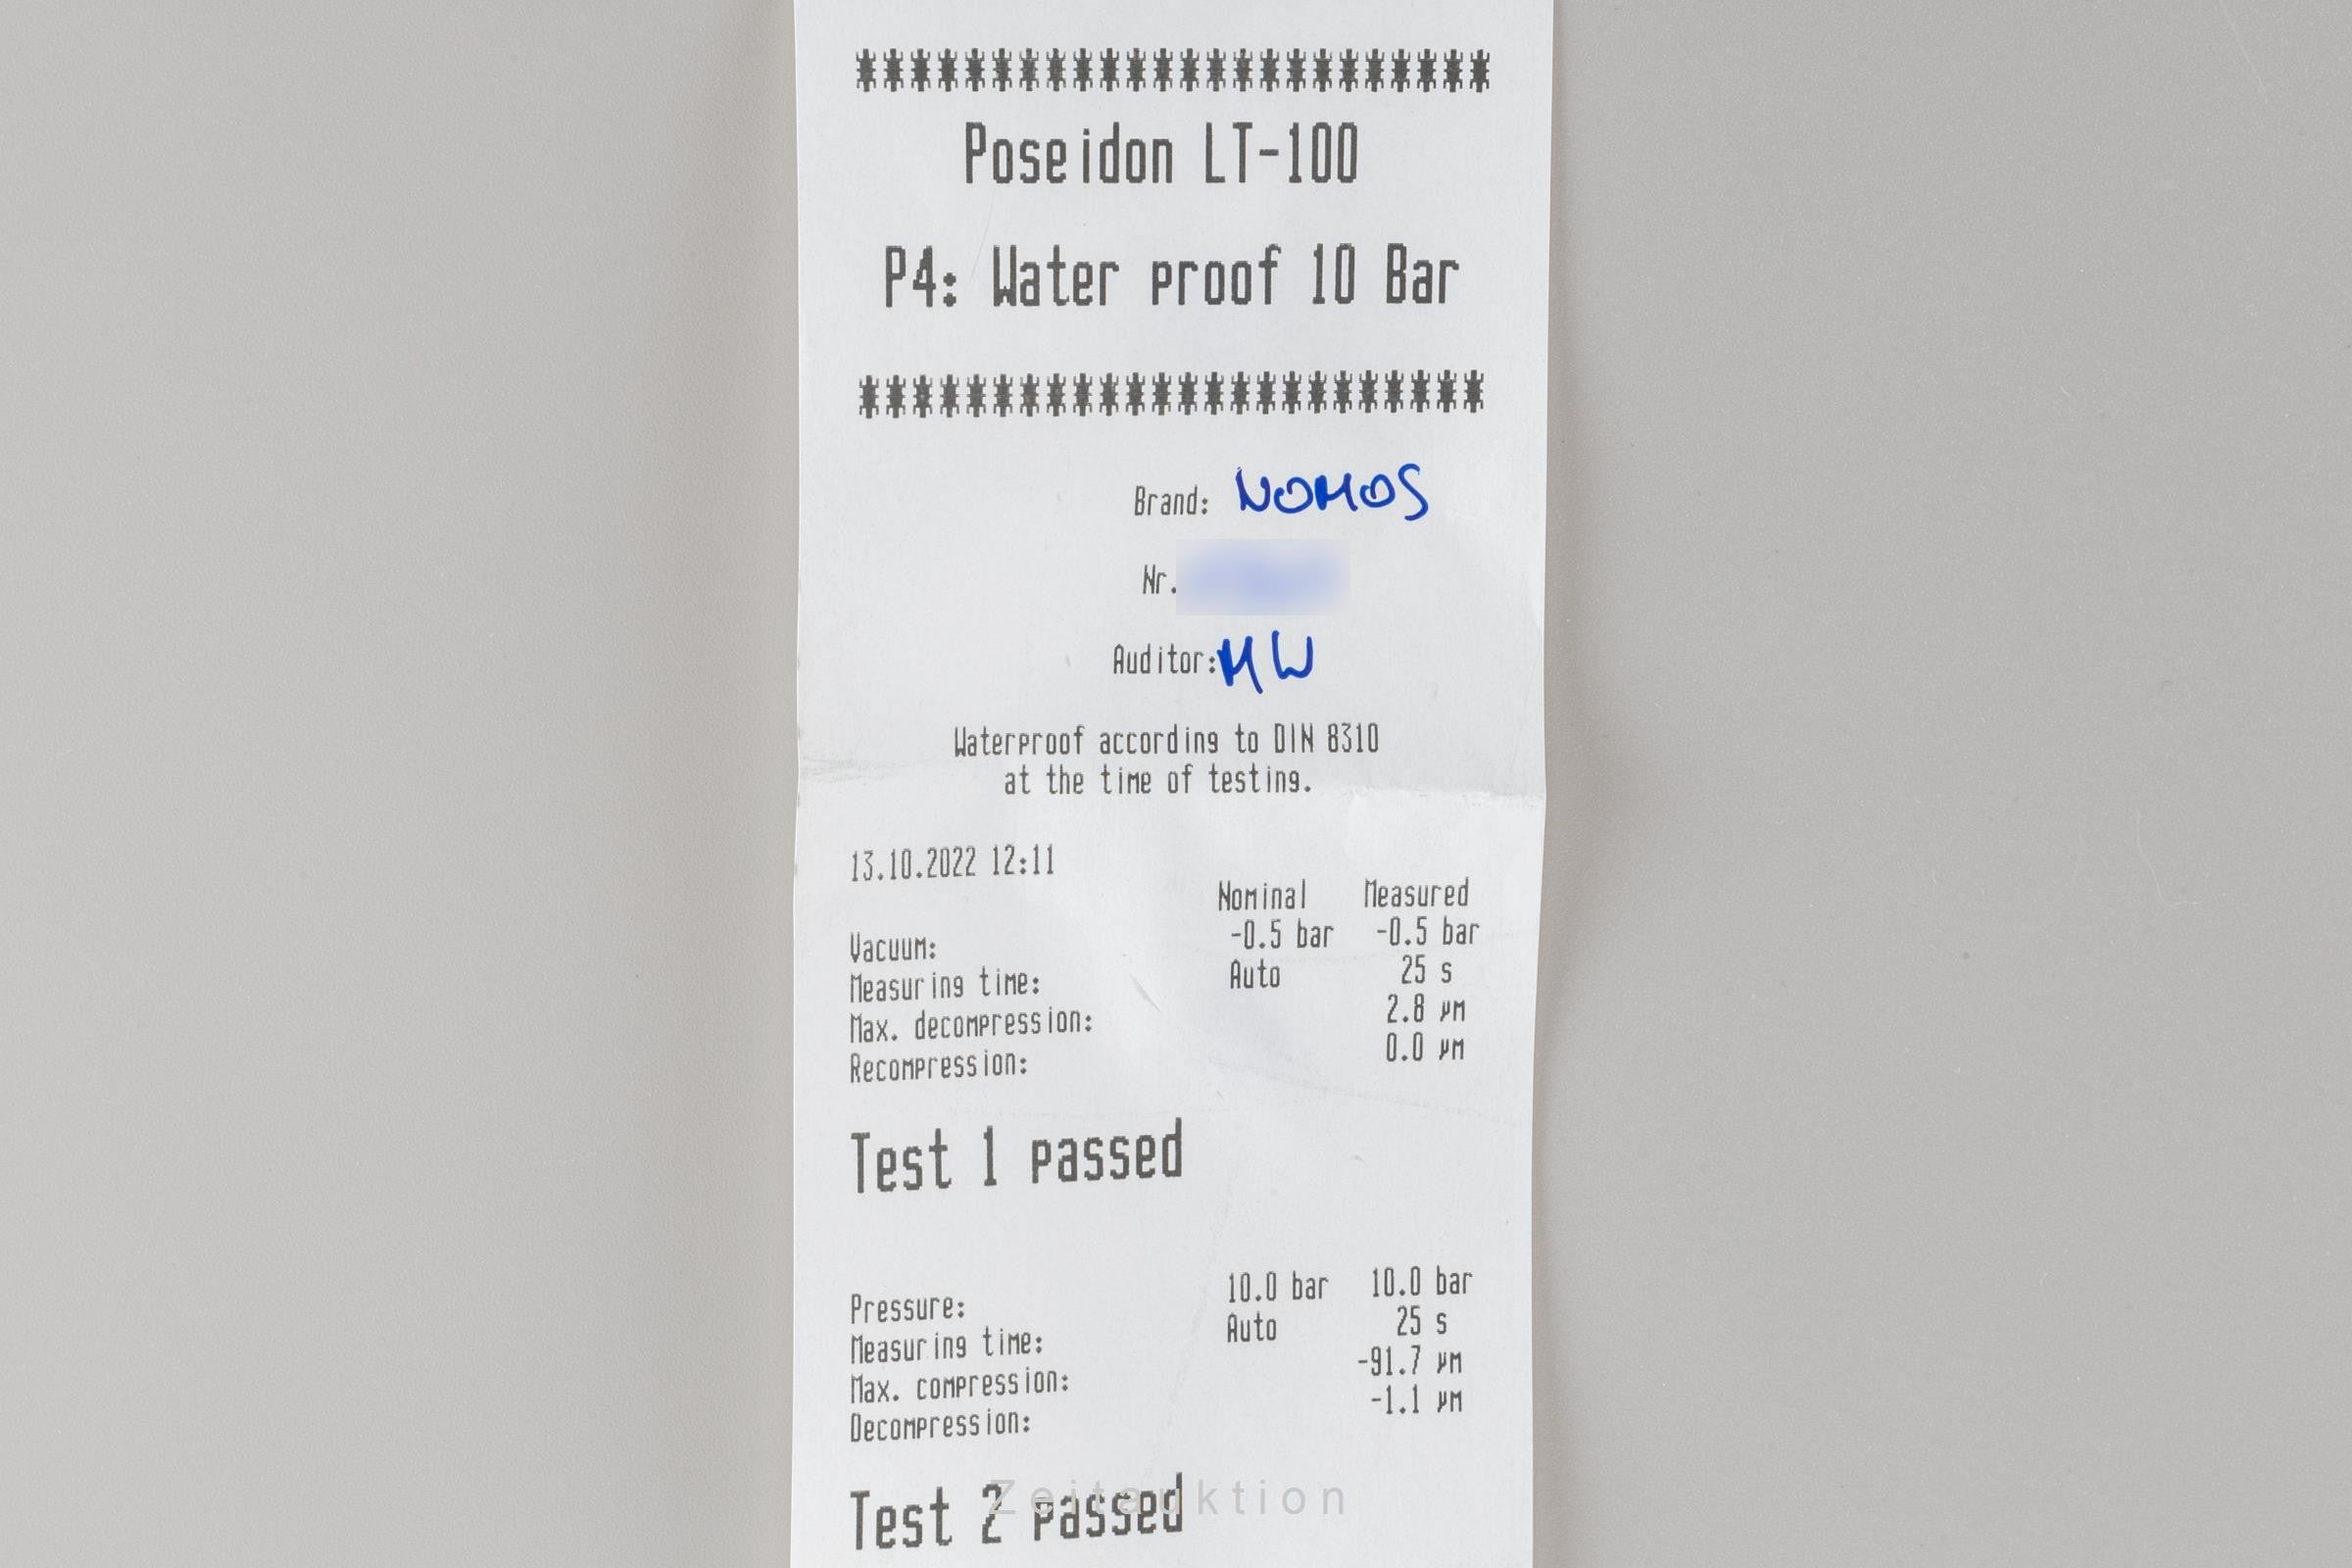 ************************
Poseidon LT-100
P4: Water proof 10 Bar
************************
Brand: NOMOS
Nr.
Auditor: MW
Waterproof according to DIN 8310
at the time of testing.
13.10.2022 12:11
Nominal Measured
Vacuum: -0.5 bar -0.5 bar
Measuring time: Auto 25 s
Max. decompression: 2.8 µm
Recompression: 0.0 µm
Test 1 passed
Pressure: 10.0 bar 10.0 bar
Measuring time: Auto 25 s
Max. compression: -91.7 µm
Decompression: -1.1 µm
Test 2 passed
Zeitauktion